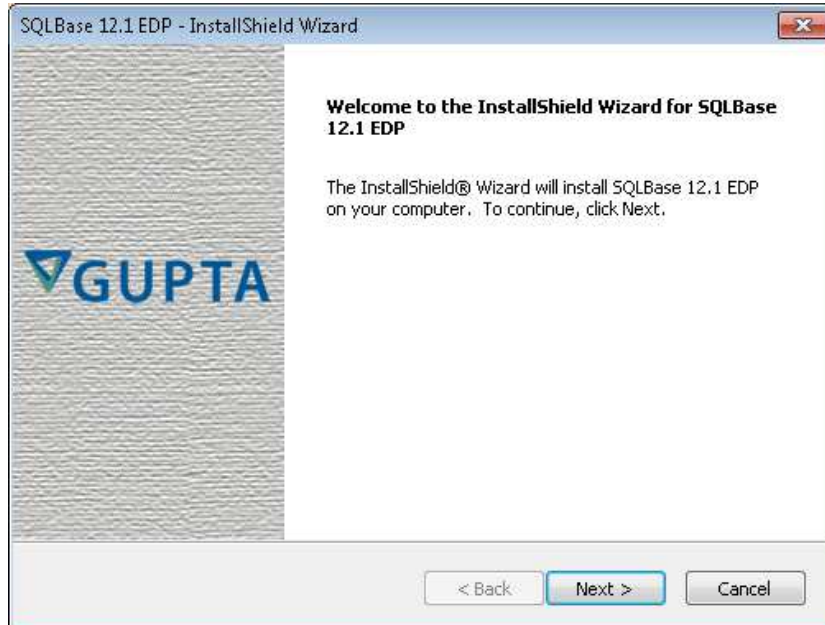 SQLBase 12.1 EDP - InstallShield Wizard
Welcome to the InstallShield Wizard for SQLBase
12.1 EDP
The InstallShield® Wizard will install SQLBase 12.1 EDP
on your computer. To continue, click Next.
GUPTA
< Back Next > Cancel